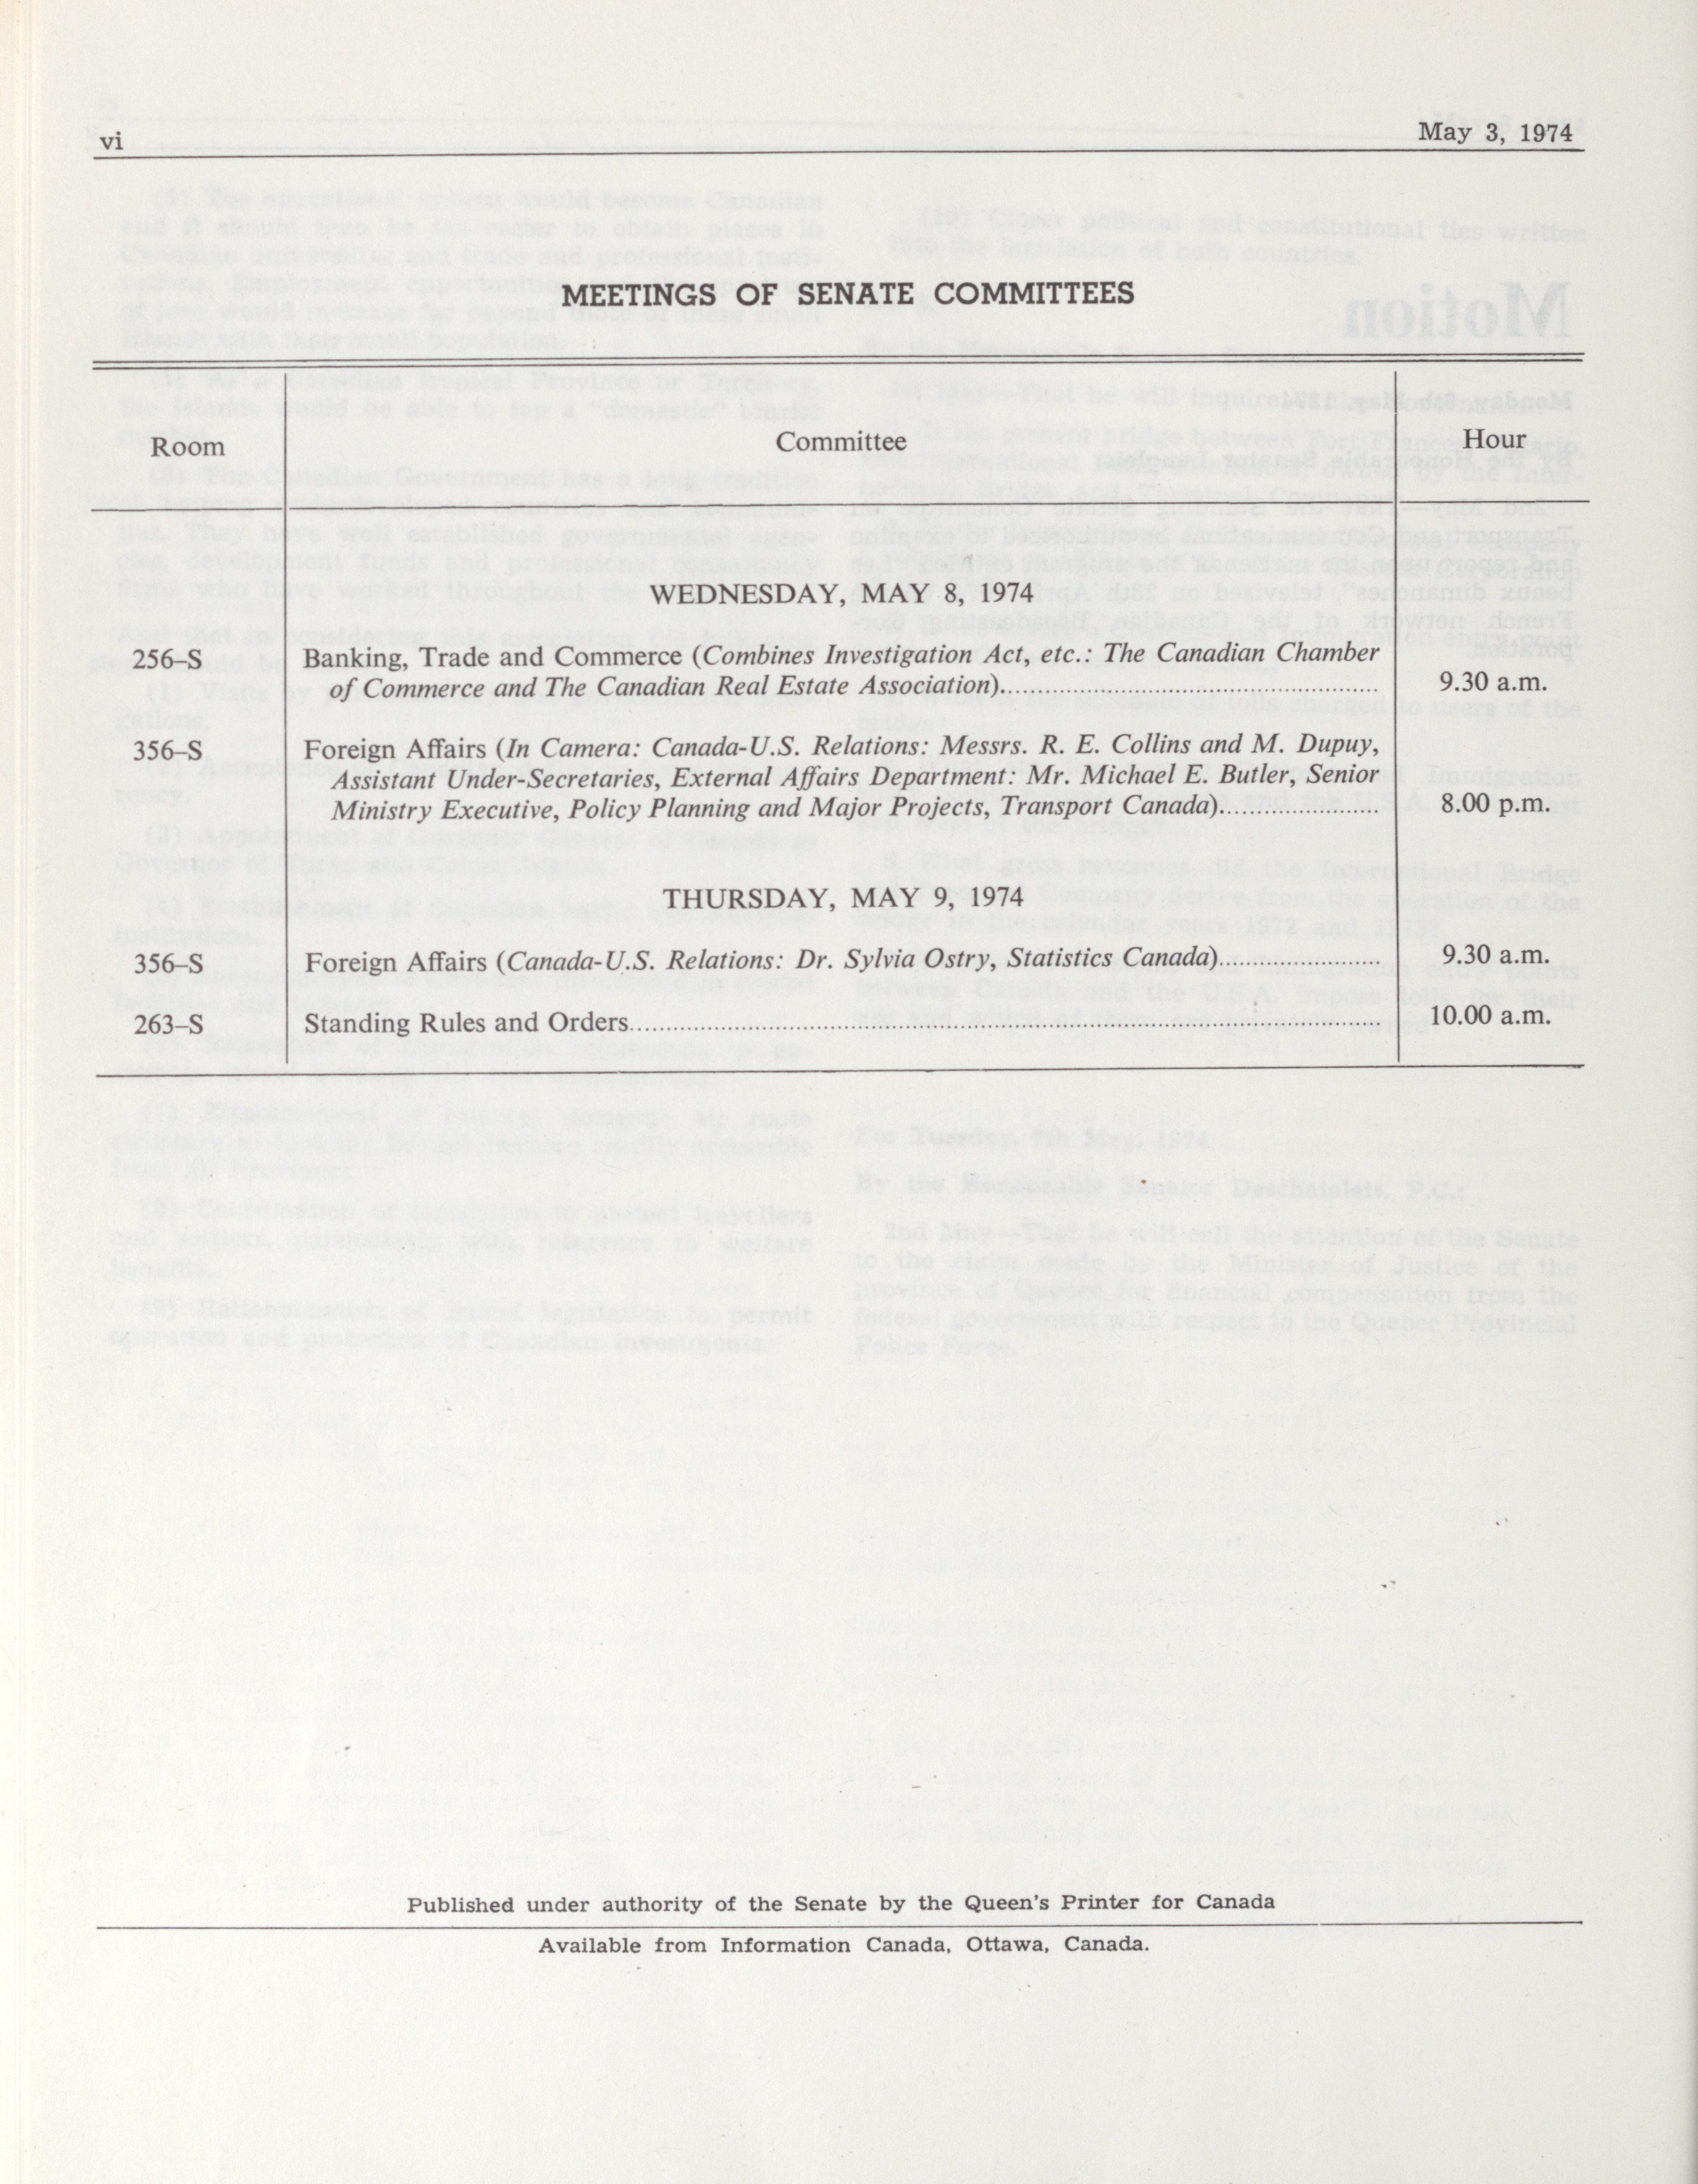 vi
May 3, 1974
MEETINGS OF SENATE COMMITTEES
Room
Committee
Hour
WEDNESDAY, MAY 8, 1974
256–S
Banking, Trade and Commerce (Combines Investigation Act, etc.: The Canadian Chamber
of Commerce and The Canadian Real Estate Association)
9.30 a.m.
356–S
Foreign Affairs (In Camera: Canada-U.S. Relations: Messrs. R. E. Collins and M. Dupuy,
Assistant Under-Secretaries, External Affairs Department: Mr. Michael E. Butler, Senior
Ministry Executive, Policy Planning and Major Projects, Transport Canada)
8.00 p.m.
THURSDAY, MAY 9, 1974
356–S
Foreign Affairs (Canada-U.S. Relations: Dr. Sylvia Ostry, Statistics Canada)
9.30 a.m.
263–S
Standing Rules and Orders
10.00 a.m.
Published under authority of the Senate by the Queen's Printer for Canada
Available from Information Canada, Ottawa, Canada.